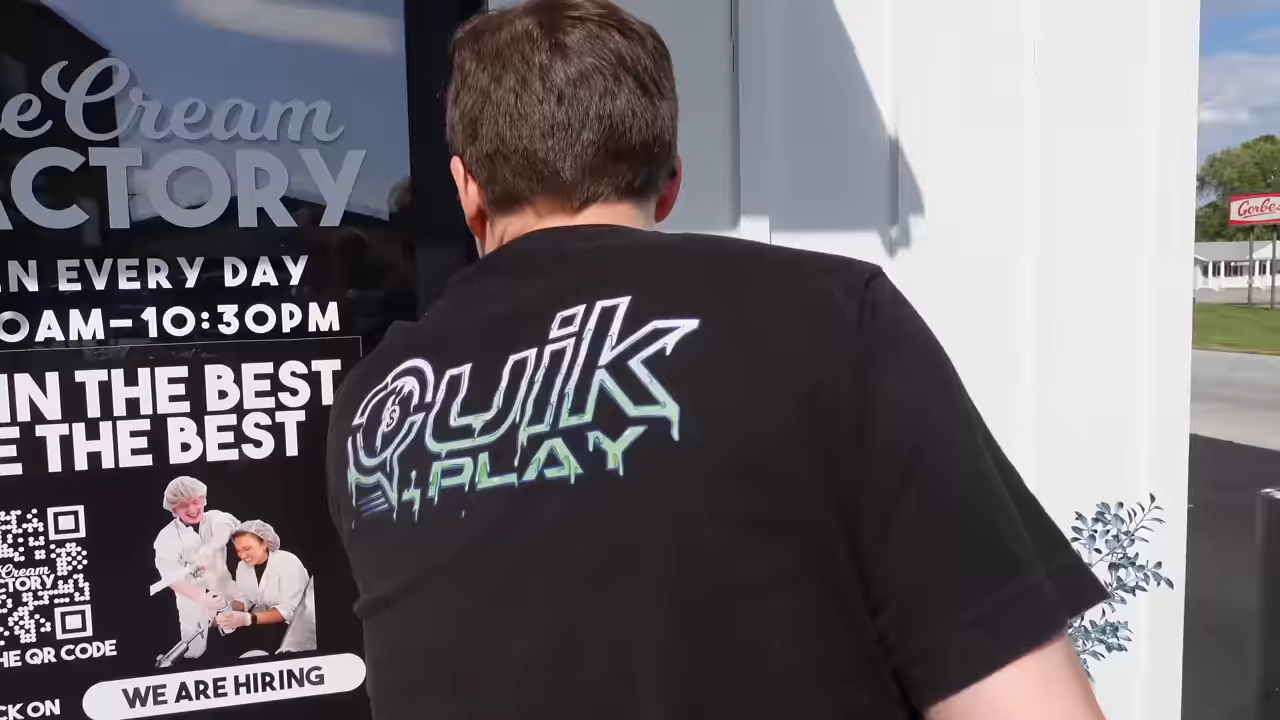 eCream
ACTORY
N EVERY DAY
0AM-10:30PM
IN THE BEST
E THE BEST
Cream
CTORY
HE QR CODE
WE ARE HIRING
CK ON
Quik
PLAY
Gorbe